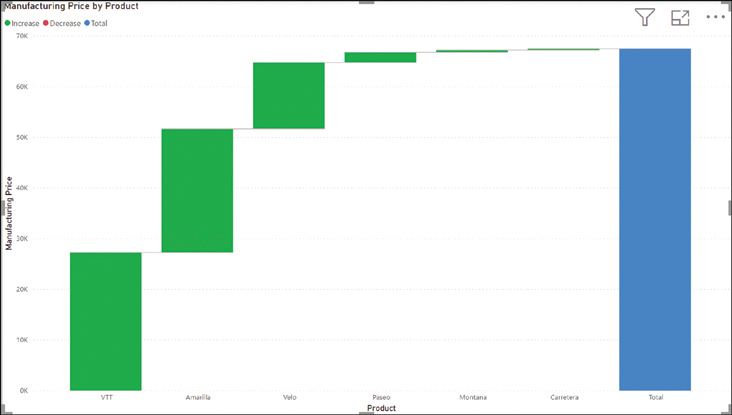 Manufacturing Price by Product
Increase Decrease Total
70K
60K
50K
40K
30K
20K
10K
0K
Manufacturing Price
VTT Amarilla Velo Paseo Montana Carretera Total
Product